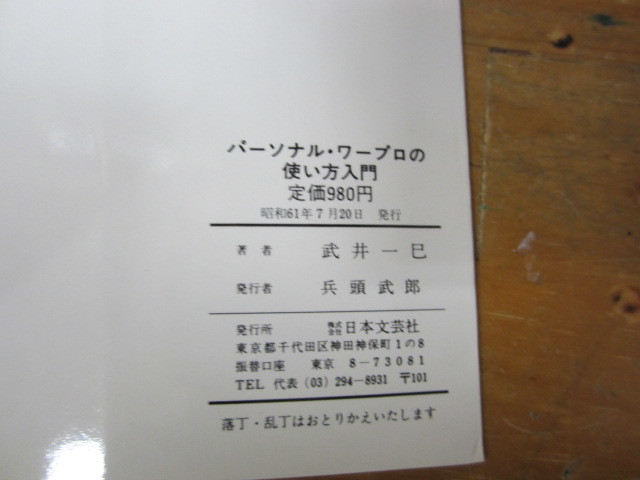 パーソナル・ワープロの
使い方入門
定価980円
昭和61年7月20日 発行
著者 武井一巳
発行者 兵頭武郎
発行所 株式会社日本文芸社
東京都千代田区神田神保町1の8
振替口座 東京 8-73081
TEL 代表(03)294-8931 〒101
落丁・乱丁はおとりかえいたします